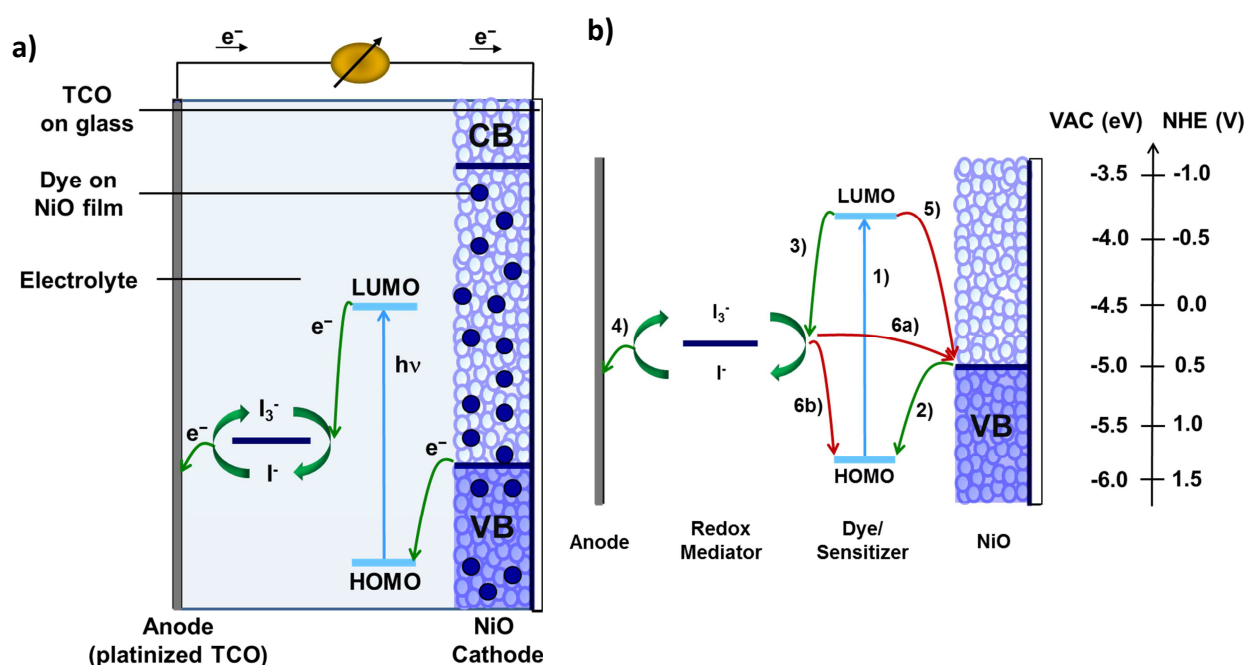 a)
e⁻
e⁻
TCO
on glass
CB
Dye on
NiO film
Electrolyte
LUMO
e⁻
hν
I₃⁻
e⁻
I⁻
e⁻
VB
HOMO
Anode
(platinized TCO)
NiO
Cathode
b)
VAC (eV)
NHE (V)
-3.5
-1.0
LUMO
5)
3)
-4.0
-0.5
1)
-4.5
0.0
4)
I₃⁻
6a)
I⁻
-5.0
0.5
6b)
2)
VB
-5.5
1.0
HOMO
-6.0
1.5
Anode
Redox
Mediator
Dye/
Sensitizer
NiO